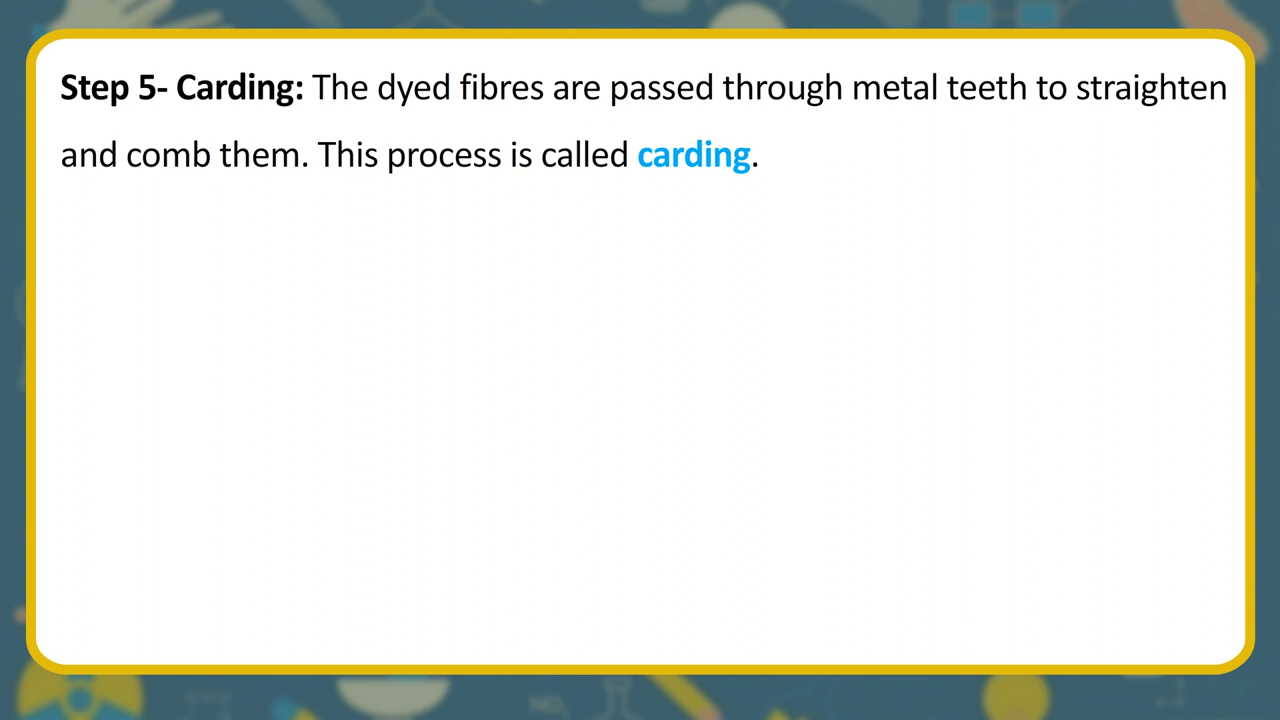 Step 5- Carding: The dyed fibres are passed through metal teeth to straighten
and comb them. This process is called carding.
NO₂